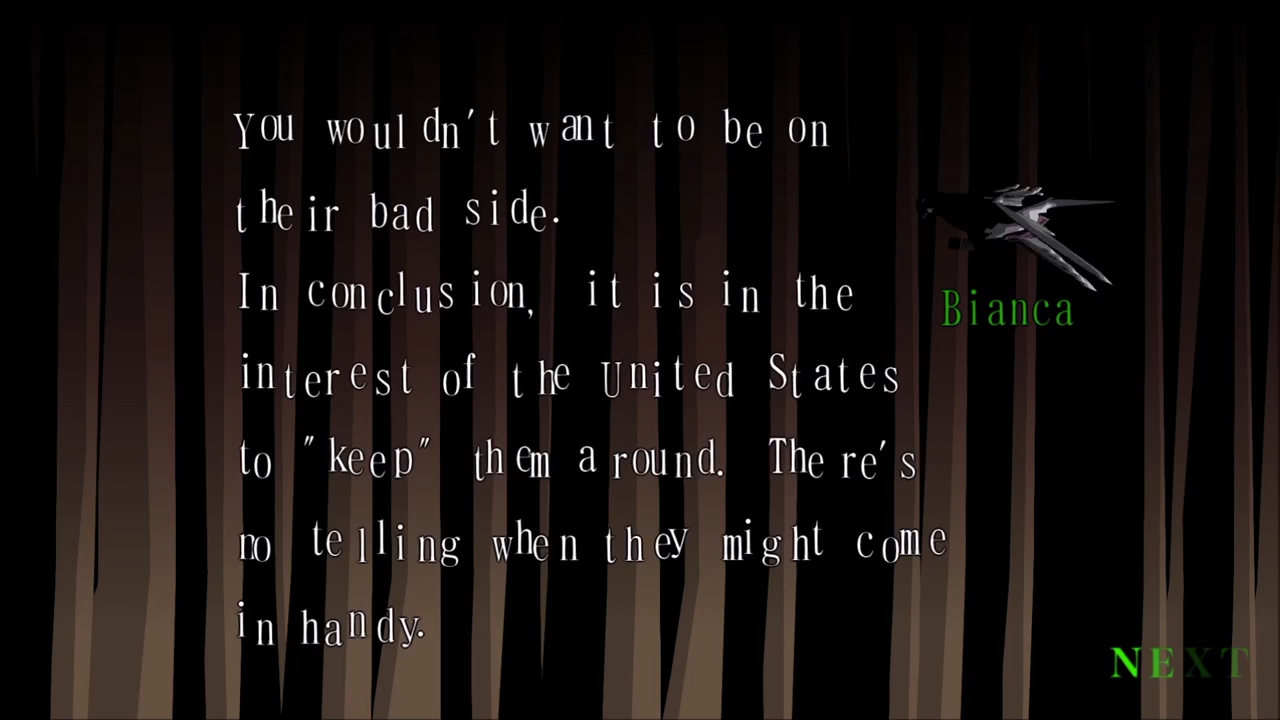 You wouldn't want to be on
their bad side.
In conclusion, it is in the
interest of the United States
to "keep" them around. There's
no telling when they might come
in handy.
Bianca
NEXT